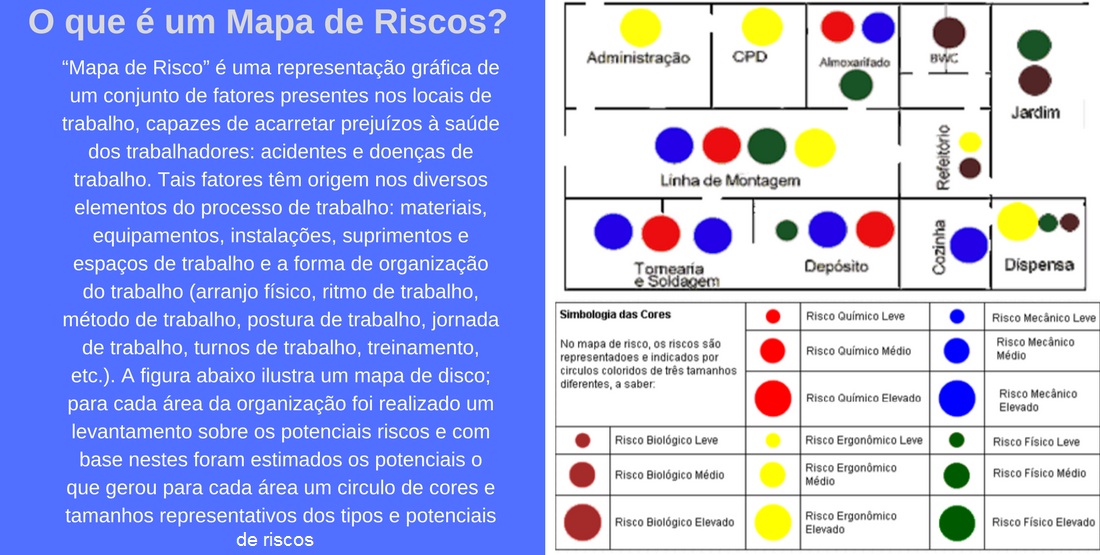 O que é um Mapa de Riscos?
“Mapa de Risco” é uma representação gráfica de
um conjunto de fatores presentes nos locais de
trabalho, capazes de acarretar prejuízos à saúde
dos trabalhadores: acidentes e doenças de
trabalho. Tais fatores têm origem nos diversos
elementos do processo de trabalho: materiais,
equipamentos, instalações, suprimentos e
espaços de trabalho e a forma de organização
do trabalho (arranjo físico, ritmo de trabalho,
método de trabalho, postura de trabalho, jornada
de trabalho, turnos de trabalho, treinamento,
etc.). A figura abaixo ilustra um mapa de disco;
para cada área da organização foi realizado um
levantamento sobre os potenciais riscos e com
base nestes foram estimados os potenciais o
que gerou para cada área um circulo de cores e
tamanhos representativos dos tipos e potenciais
de riscos
Administração
CPD
Almoxarifado
BWC
Jardim
Linha de Montagem
Refeitório
Tornearia
e Soldagem
Depósito
Cozinha
Dispensa
Simbologia das Cores
No mapa de risco, os riscos são
representadoes e indicados por
circulos coloridos de três tamanhos
diferentes, a saber:
Risco Químico Leve
Risco Mecânico Leve
Risco Químico Médio
Risco Mecânico
Médio
Risco Químico Elevado
Risco Mecânico
Elevado
Risco Biológico Leve
Risco Ergonômico Leve
Risco Físico Leve
Risco Biológico Médio
Risco Ergonômico
Médio
Risco Físico Médio
Risco Biológico Elevado
Risco Ergonômico
Elevado
Risco Físico Elevado